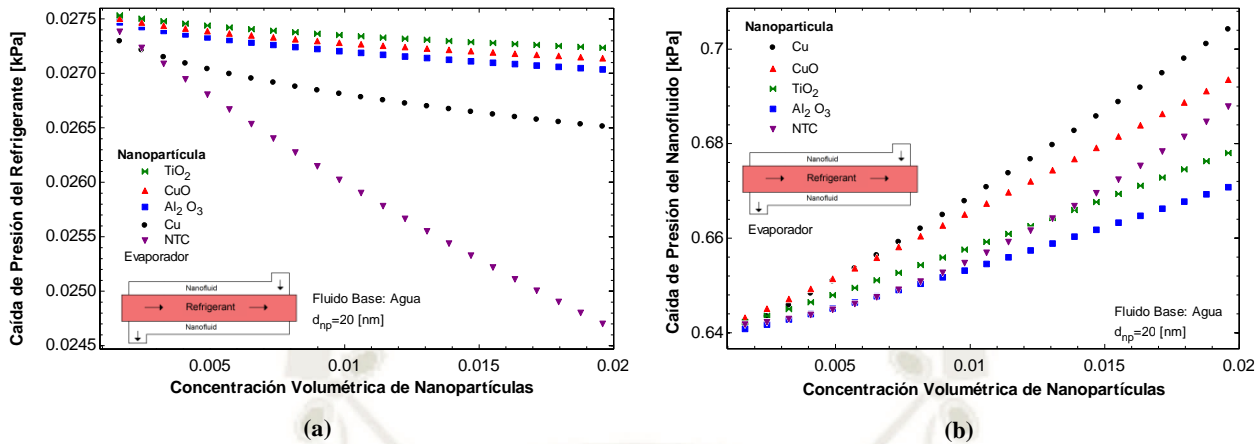 0.0275
0.0270
0.0265
0.0260
0.0255
0.0250
0.0245
Caída de Presión del Refrigerante [kPa]
Nanopartícula
TiO2
CuO
Al2 O3
Cu
NTC
Evaporador
Nanofluid
Refrigerant
Nanofluid
Fluido Base: Agua
dnp=20 [nm]
0.005 0.01 0.015 0.02
Concentración Volumétrica de Nanopartículas
(a)
0.7
0.68
0.66
0.64
Caída de Presión del Nanofluido [kPa]
Nanopartícula
Cu
CuO
TiO2
Al2 O3
NTC
Nanofluid
Refrigerant
Nanofluid
Evaporador
Fluido Base: Agua
dnp=20 [nm]
0.005 0.01 0.015 0.02
Concentración Volumétrica de Nanopartículas
(b)